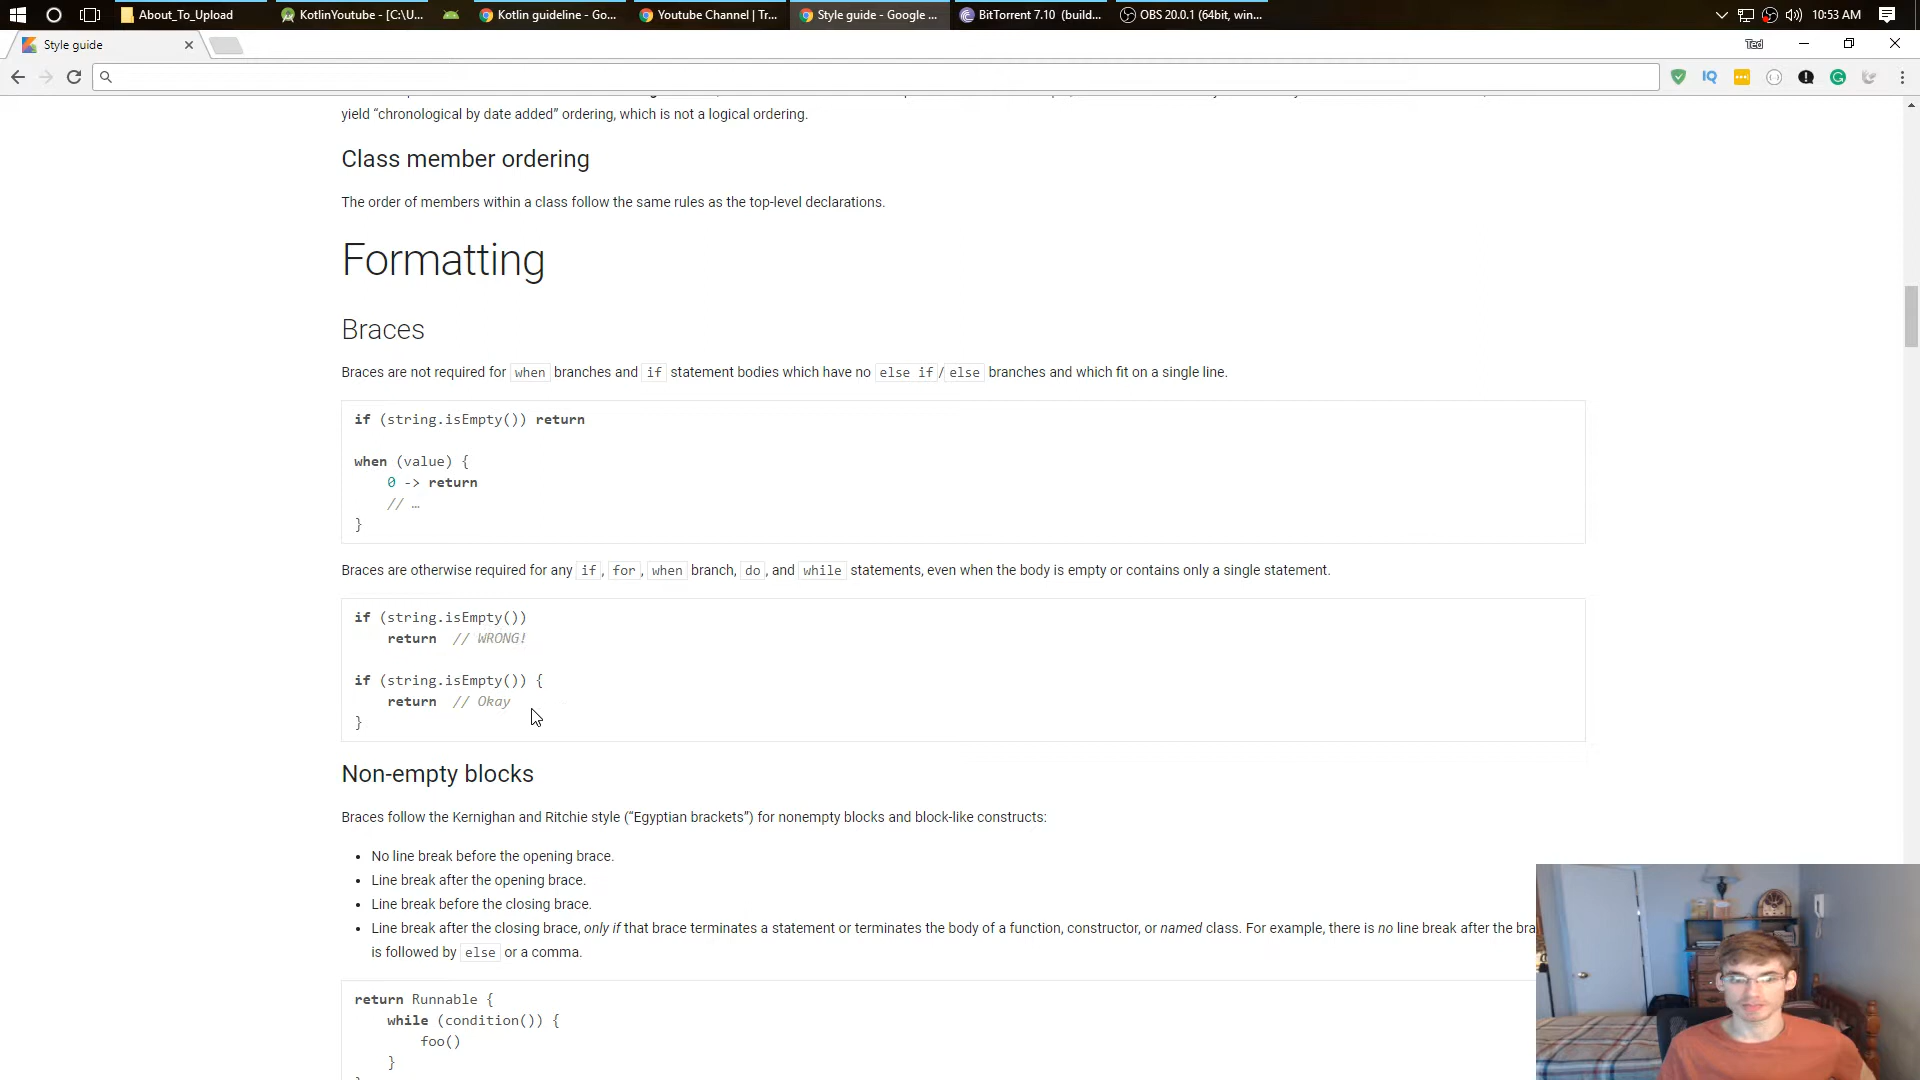 About_To_Upload
KotlinYoutube - [C:\U...
Kotlin guideline - Go...
Youtube Channel | Tr...
Style guide - Google ...
BitTorrent 7.10 (build...
OBS 20.0.1 (64bit, win...
10:53 AM
Style guide
Ted
IQ
yield “chronological by date added” ordering, which is not a logical ordering.
Class member ordering
The order of members within a class follow the same rules as the top-level declarations.
Formatting
Braces
Braces are not required for when branches and if statement bodies which have no else if / else branches and which fit on a single line.
if (string.isEmpty()) return
when (value) {
0 -> return
// …
}
Braces are otherwise required for any if, for, when branch, do, and while statements, even when the body is empty or contains only a single statement.
if (string.isEmpty())
return // WRONG!
if (string.isEmpty()) {
return // Okay
}
Non-empty blocks
Braces follow the Kernighan and Ritchie style (“Egyptian brackets”) for nonempty blocks and block-like constructs:
• No line break before the opening brace.
• Line break after the opening brace.
• Line break before the closing brace.
• Line break after the closing brace, only if that brace terminates a statement or terminates the body of a function, constructor, or named class. For example, there is no line break after the bra
is followed by else or a comma.
return Runnable {
while (condition()) {
foo()
}